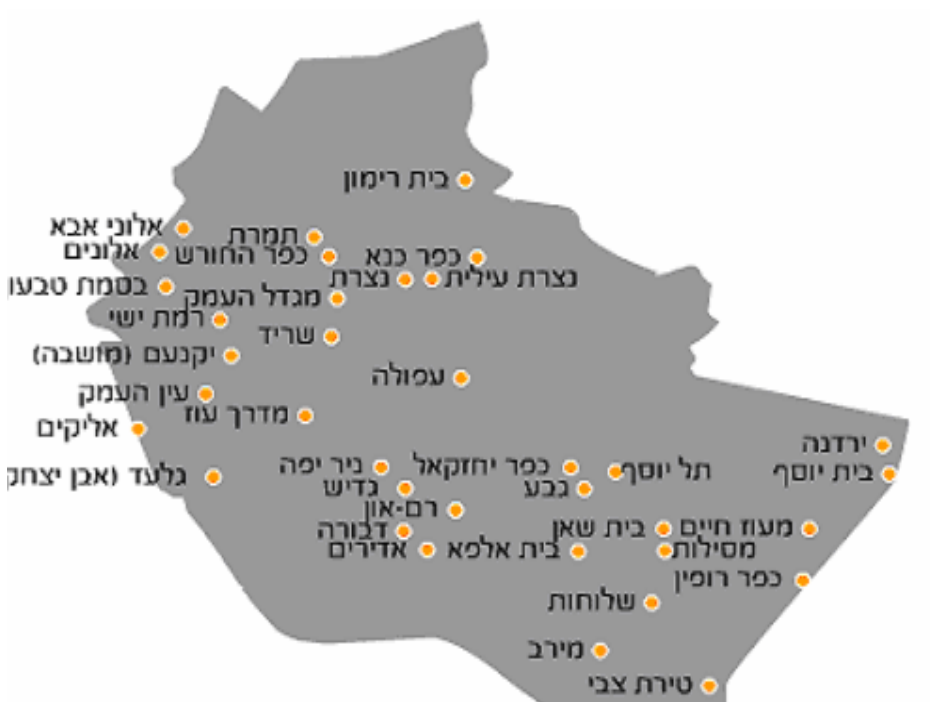 בית רימון
אלוני אבא
תמרת
אלונים
כפר החורש
כפר כנא
נצרת
נצרת עילית
בסמת טבעו
מגדל העמק
רמת ישי
שריד
יקנעם (מושבה)
עפולה
עין העמק
מדרך עוז
אליקים
ירדנה
ניר יפה
כפר יחזקאל
תל יוסף
בית יוסף
גלעד (אבן יצחק
גדיש
גבע
רם-און
דבורה
בית שאן
מעוז חיים
אדירים
בית אלפא
מסילות
כפר רופין
שלוחות
מירב
טירת צבי